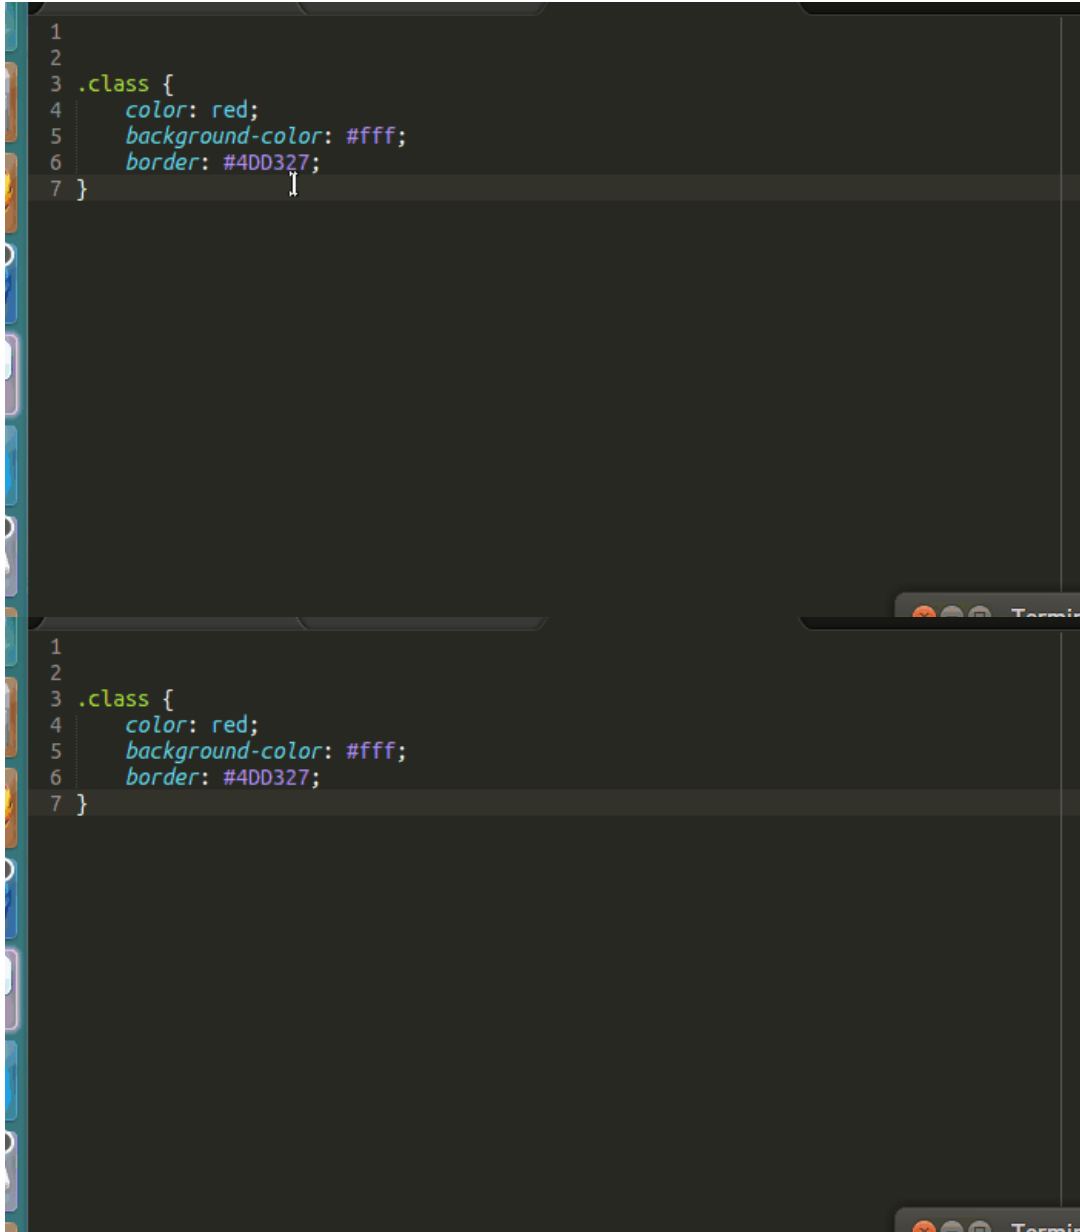 1
2
3 .class {
4     color: red;
5     background-color: #fff;
6     border: #4DD327;
7 }
1
2
3 .class {
4     color: red;
5     background-color: #fff;
6     border: #4DD327;
7 }